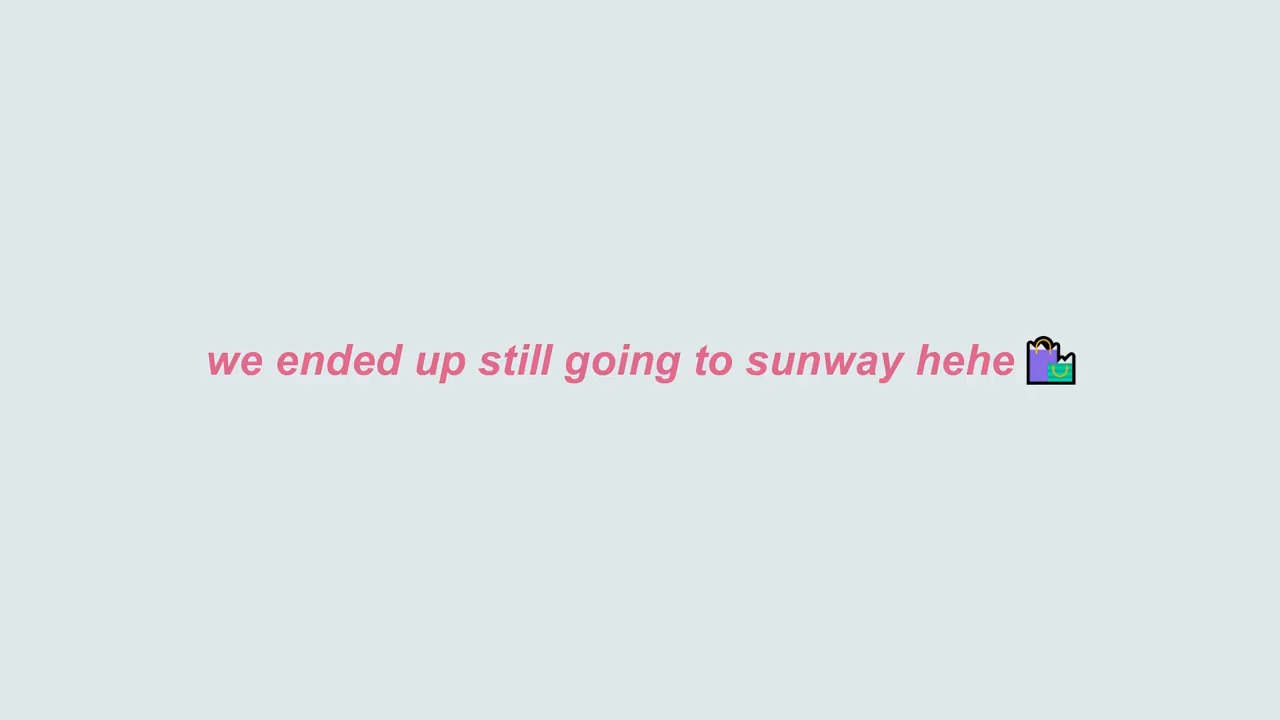 we ended up still going to sunway hehe 🛍️